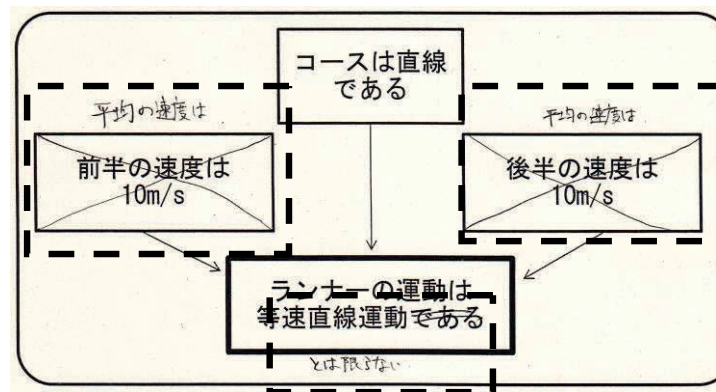 コースは直線
である
平均の速度は
前半の速度は
10m/s
平均の速度は
後半の速度は
10m/s
ランナーの運動は
等速直線運動である
とは限らない